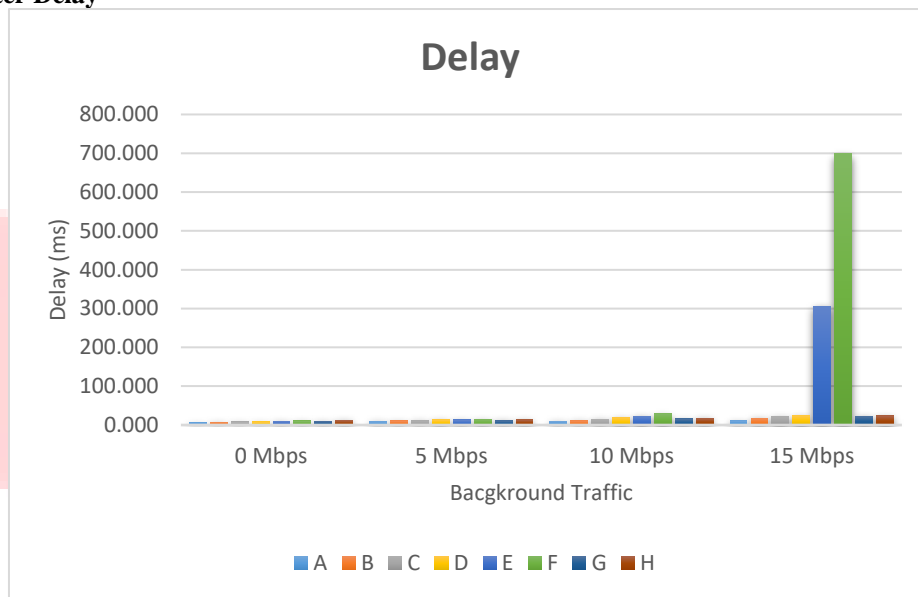 Delay
Delay
800.000
700.000
600.000
500.000
400.000
300.000
200.000
100.000
0.000
Delay (ms)
0 Mbps 5 Mbps 10 Mbps 15 Mbps
Bacgkround Traffic
A B C D E F G H